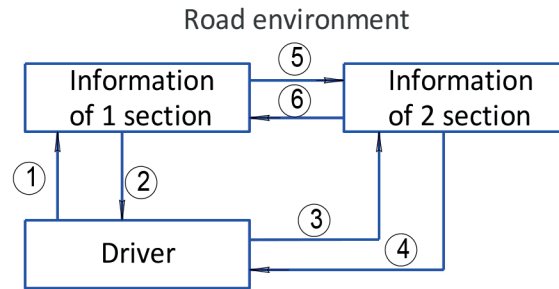 Road environment
Information
of 1 section
5
6
Information
of 2 section
1
2
3
4
Driver